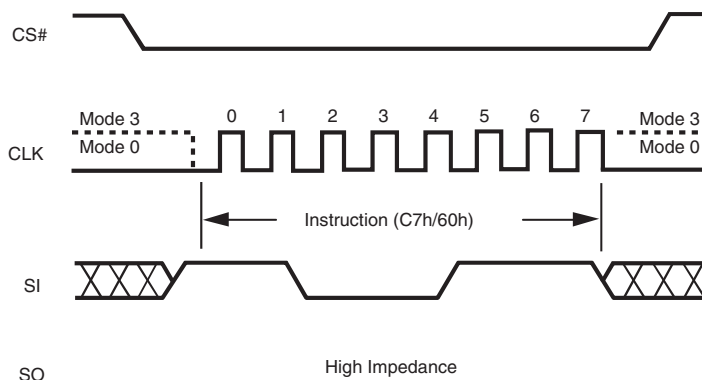 CS#
Mode 3
0 1 2 3 4 5 6 7
Mode 3
CLK
Mode 0
Mode 0
Instruction (C7h/60h)
SI
SO
High Impedance